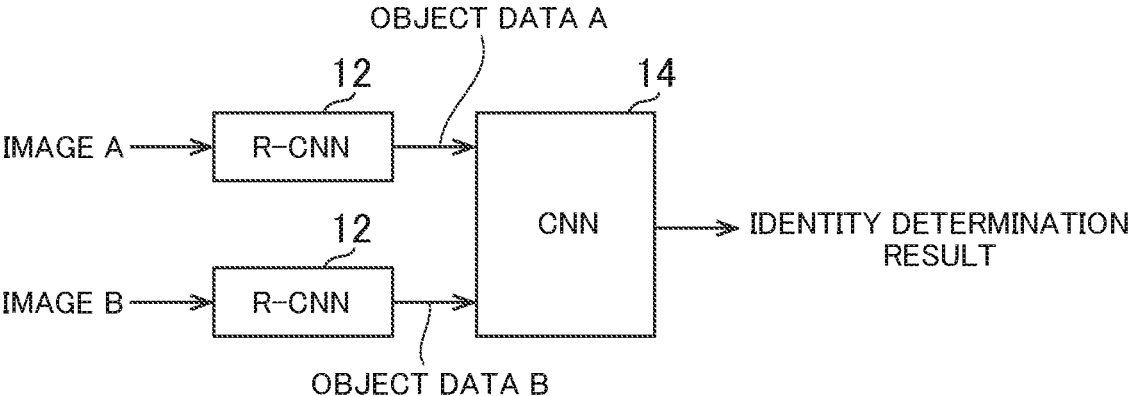 OBJECT DATA A
12
14
IMAGE A
R-CNN
CNN
IDENTITY DETERMINATION
RESULT
12
IMAGE B
R-CNN
OBJECT DATA B